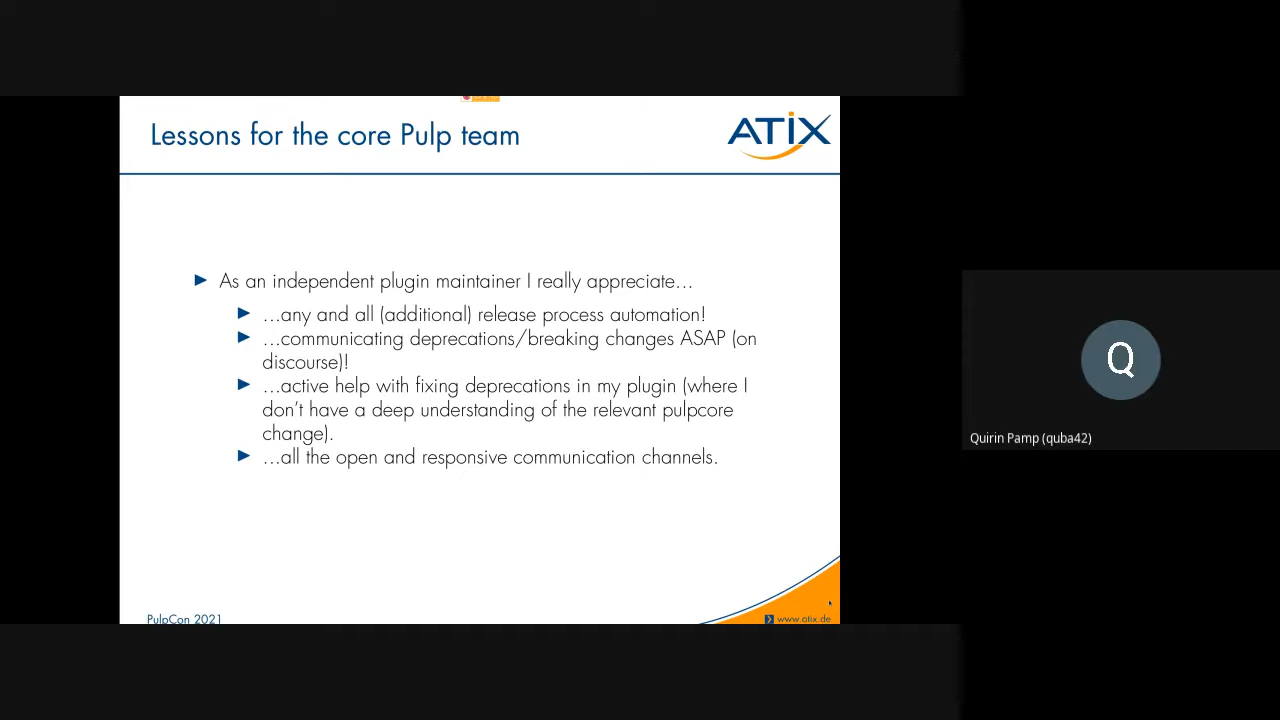 Lessons for the core Pulp team
ATIX
As an independent plugin maintainer I really appreciate...
...any and all (additional) release process automation!
...communicating deprecations/breaking changes ASAP (on
discourse)!
...active help with fixing deprecations in my plugin (where I
don't have a deep understanding of the relevant pulpcore
change).
...all the open and responsive communication channels.
PulpCon 2021
www.atix.de
Q
Quirin Pamp (quba42)